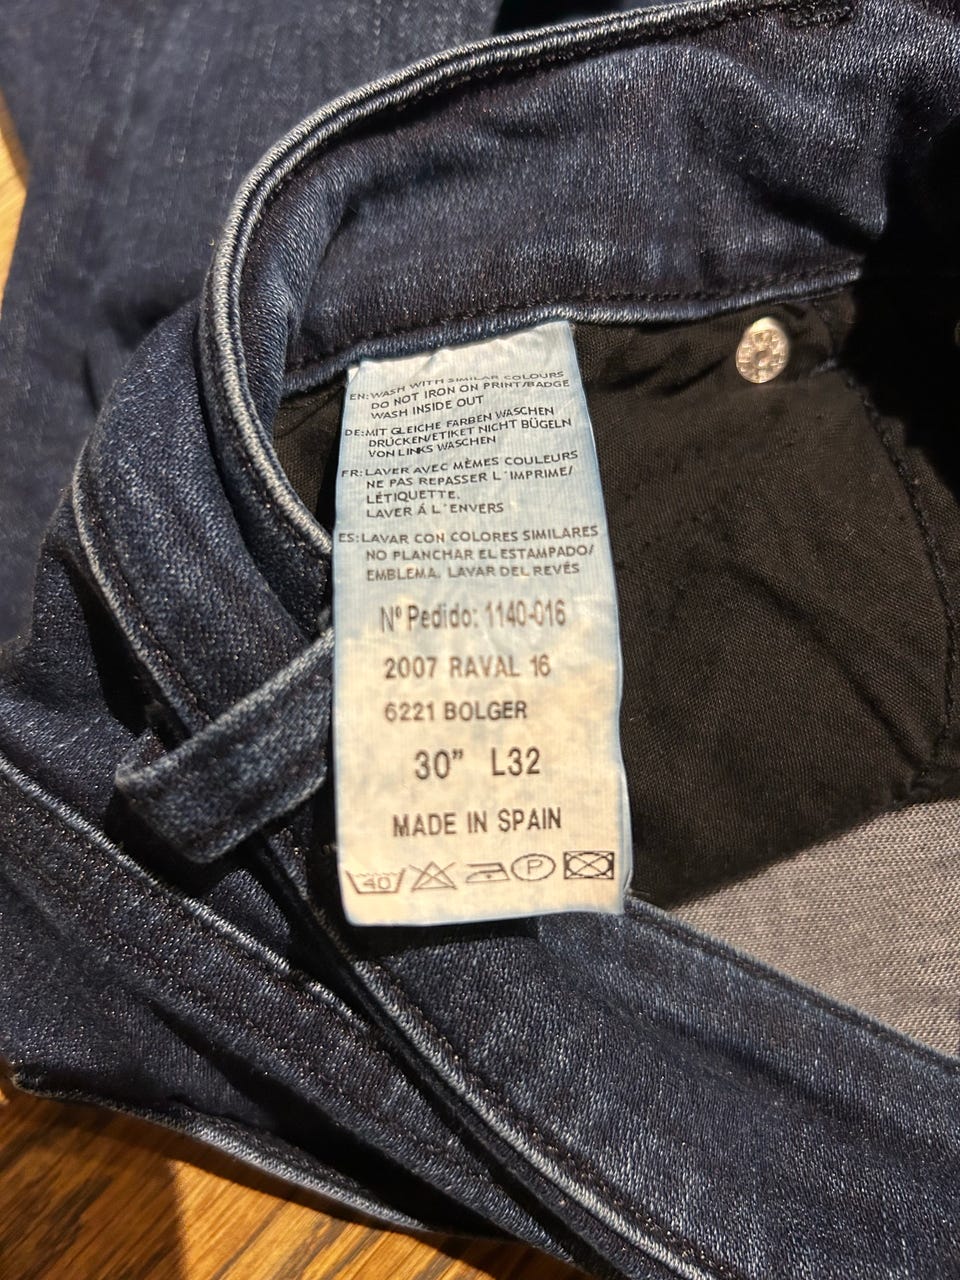 EN:WASH WITH SIMILAR COLOURS
DO NOT IRON ON PRINT/BADGE
WASH INSIDE OUT
DE:MIT GLEICHE FARBEN WASCHEN
DRÜCKEN/ETIKET NICHT BÜGELN
VON LINKS WASCHEN
FR:LAVER AVEC MÈMES COULEURS
NE PAS REPASSER L'IMPRIME/
LÉTIQUETTE.
LAVER Á L'ENVERS
ES:LAVAR CON COLORES SIMILARES
NO PLANCHAR EL ESTAMPADO/
EMBLEMA. LAVAR DEL REVÉS
Nº Pedido: 1140-016
2007 RAVAL 16
6221 BOLGER
30” L32
MADE IN SPAIN
40 P